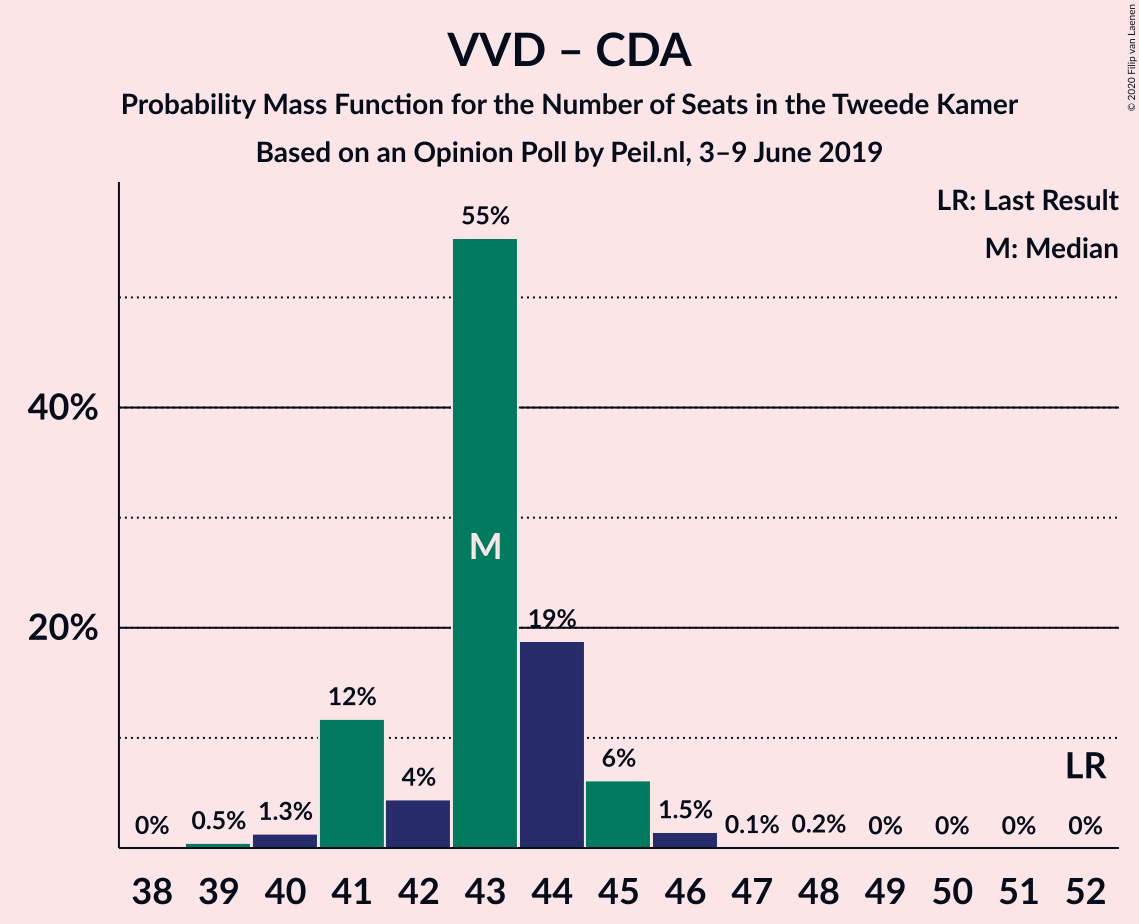 VVD – CDA
Probability Mass Function for the Number of Seats in the Tweede Kamer
Based on an Opinion Poll by Peil.nl, 3–9 June 2019
© 2020 Filip van Laenen
LR: Last Result
M: Median
55%
40%
M
19%
20%
12%
LR
6%
4%
0% 0.5% 1.3% 1.5% 0.1% 0.2% 0% 0% 0% 0%
38 39 40 41 42 43 44 45 46 47 48 49 50 51 52